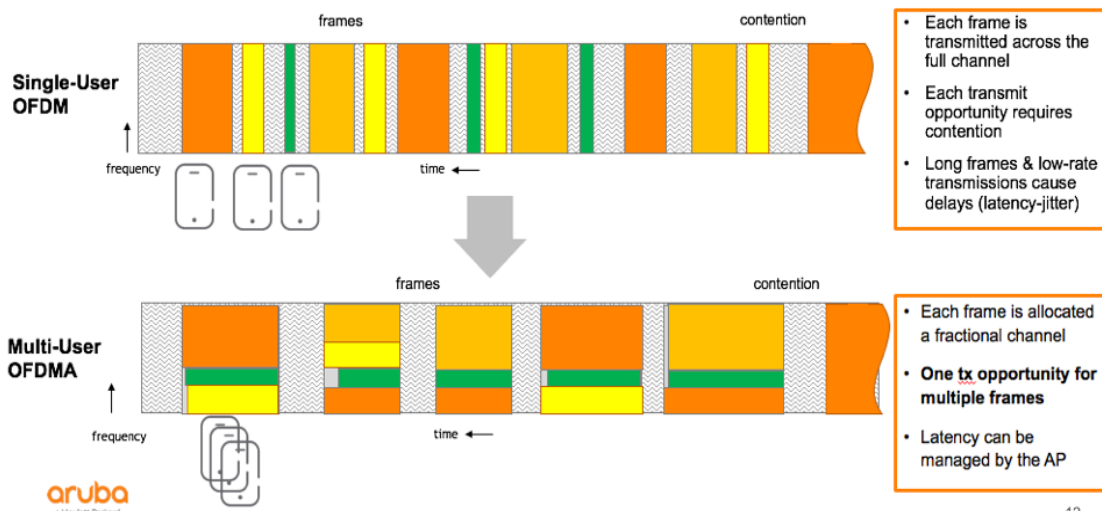 frames
contention
Single-User
OFDM
frequency
time
• Each frame is
transmitted across the
full channel
• Each transmit
opportunity requires
contention
• Long frames & low-rate
transmissions cause
delays (latency-jitter)
frames
contention
Multi-User
OFDMA
frequency
time
• Each frame is allocated
a fractional channel
• One tx opportunity for
multiple frames
• Latency can be
managed by the AP
aruba